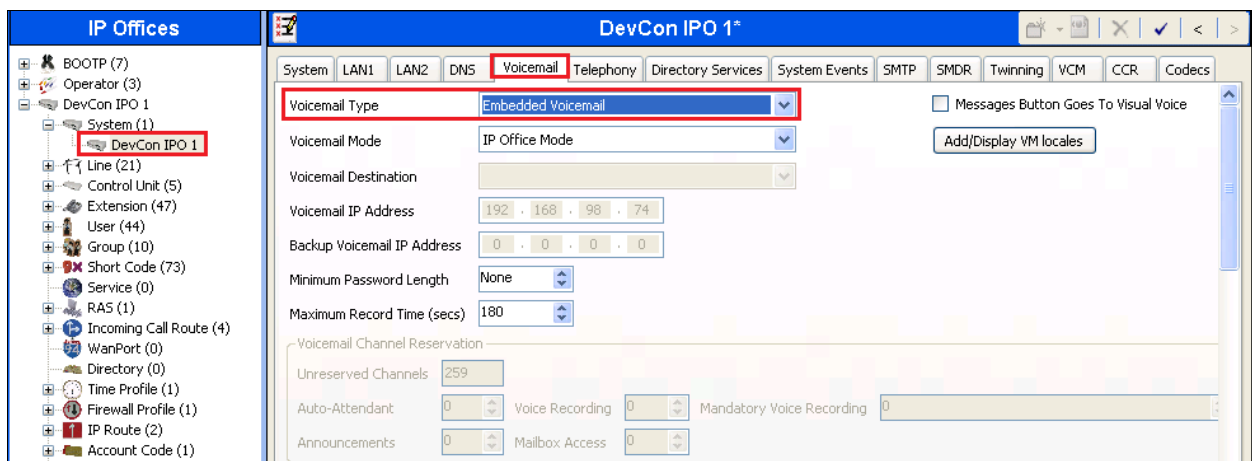 IP Offices
BOOTP (7)
Operator (3)
DevCon IPO 1
System (1)
DevCon IPO 1
Line (21)
Control Unit (5)
Extension (47)
User (44)
Group (10)
Short Code (73)
Service (0)
RAS (1)
Incoming Call Route (4)
WanPort (0)
Directory (0)
Time Profile (1)
Firewall Profile (1)
IP Route (2)
Account Code (1)
DevCon IPO 1*
System LAN1 LAN2 DNS Voicemail Telephony Directory Services System Events SMTP SMDR Twinning VCM CCR Codecs
Voicemail Type Embedded Voicemail Messages Button Goes To Visual Voice
Voicemail Mode IP Office Mode Add/Display VM locales
Voicemail Destination
Voicemail IP Address 192 . 168 . 98 . 74
Backup Voicemail IP Address 0 . 0 . 0 . 0
Minimum Password Length None
Maximum Record Time (secs) 180
Voicemail Channel Reservation
Unreserved Channels 259
Auto-Attendant 0 Voice Recording 0 Mandatory Voice Recording 0
Announcements 0 Mailbox Access 0